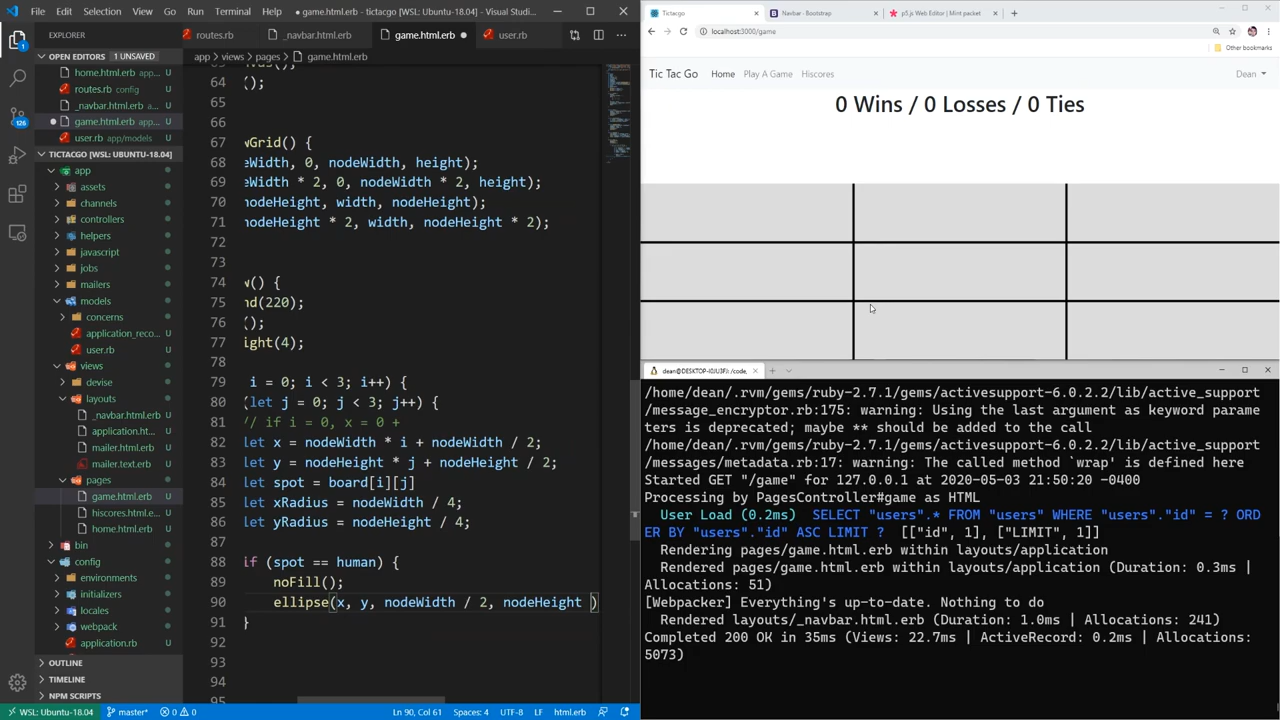 File Edit Selection View Go Run Terminal Help ● game.html.erb - tictacgo [WSL: Ubuntu-18.04] - Visual Studi...
EXPLORER
OPEN EDITORS 1 UNSAVED
home.html.erb app... U
routes.rb U
_navbar.html.erb a... U
● game.html.erb app... U
user.rb app/models U
TICTACGO [WSL: UBUNTU-18.04]
app
assets
channels
controllers
helpers
javascript
jobs
mailers
models
concerns
application_reco... U
user.rb U
views
devise
layouts
_navbar.html.erb U
application.ht... U
mailer.html.erb U
mailer.text.erb U
pages
game.html.erb U
hiscores.html.e... U
home.html.erb U
bin
config
environments
initializers
locales
webpack
application.rb U
OUTLINE
TIMELINE
NPM SCRIPTS
routes.rb _navbar.html.erb game.html.erb ● user.rb
app > views > pages > game.html.erb
64 ();
65
66
67 wGrid() {
68 eWidth, 0, nodeWidth, height);
69 eWidth * 2, 0, nodeWidth * 2, height);
70 nodeHeight, width, nodeHeight);
71 nodeHeight * 2, width, nodeHeight * 2);
72
73
74 w() {
75 nd(220);
76 ();
77 ight(4);
78
79 i = 0; i < 3; i++) {
80 (let j = 0; j < 3; j++) {
81 // if i = 0, x = 0 +
82 let x = nodeWidth * i + nodeWidth / 2;
83 let y = nodeHeight * j + nodeHeight / 2;
84 let spot = board[i][j]
85 let xRadius = nodeWidth / 4;
86 let yRadius = nodeHeight / 4;
87
88 if (spot == human) {
89 noFill();
90 ellipse(x, y, nodeWidth / 2, nodeHeight )
91 }
92
93
94
95
WSL: Ubuntu-18.04 master* 0 0 Ln 90, Col 61 Spaces: 4 UTF-8 LF html.erb
Tictacgo Navbar · Bootstrap p5.js Web Editor | Mint packet
localhost:3000/game
Other bookmarks
Tic Tac Go Home Play A Game Hiscores Dean
0 Wins / 0 Losses / 0 Ties
/home/dean/.rvm/gems/ruby-2.7.1/gems/activesupport-6.0.2.2/lib/active_support
/message_encryptor.rb:175: warning: Using the last argument as keyword parame
ters is deprecated; maybe ** should be added to the call
/home/dean/.rvm/gems/ruby-2.7.1/gems/activesupport-6.0.2.2/lib/active_support
/messages/metadata.rb:17: warning: The called method `wrap' is defined here
Started GET "/game" for 127.0.0.1 at 2020-05-03 21:50:20 -0400
Processing by PagesController#game as HTML
User Load (0.2ms) SELECT "users".* FROM "users" WHERE "users"."id" = ? ORD
ER BY "users"."id" ASC LIMIT ? [["id", 1], ["LIMIT", 1]]
Rendering pages/game.html.erb within layouts/application
Rendered pages/game.html.erb within layouts/application (Duration: 0.3ms |
Allocations: 51)
[Webpacker] Everything's up-to-date. Nothing to do
Rendered layouts/_navbar.html.erb (Duration: 1.0ms | Allocations: 241)
Completed 200 OK in 35ms (Views: 22.7ms | ActiveRecord: 0.2ms | Allocations:
5073)